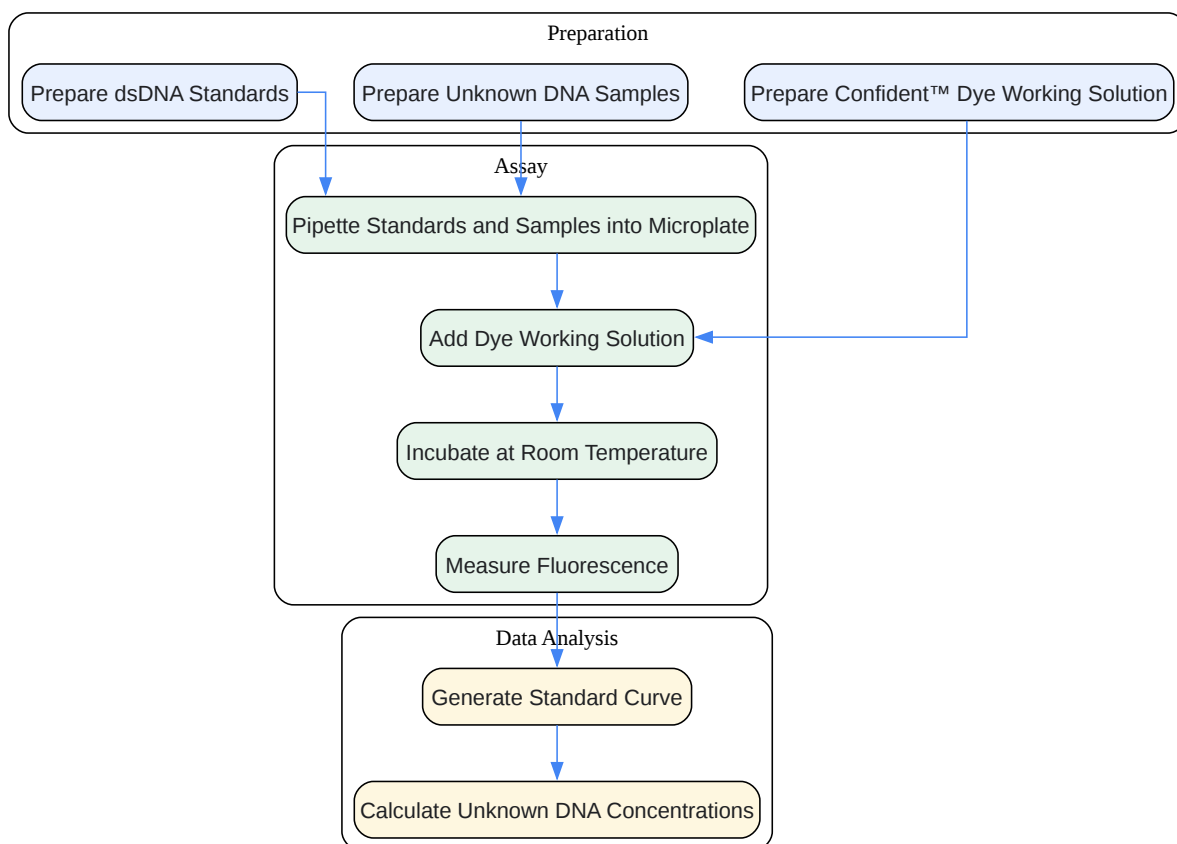 Preparation
Prepare dsDNA Standards
Prepare Unknown DNA Samples
Prepare Confident™ Dye Working Solution
Assay
Pipette Standards and Samples into Microplate
Add Dye Working Solution
Incubate at Room Temperature
Measure Fluorescence
Data Analysis
Generate Standard Curve
Calculate Unknown DNA Concentrations